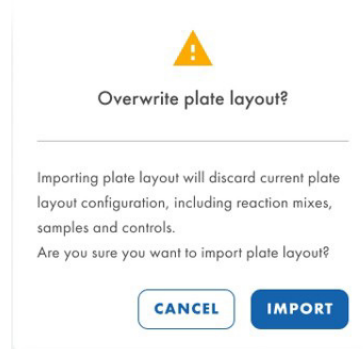 Overwrite plate layout?
Importing plate layout will discard current plate
layout configuration, including reaction mixes,
samples and controls.
Are you sure you want to import plate layout?
CANCEL IMPORT